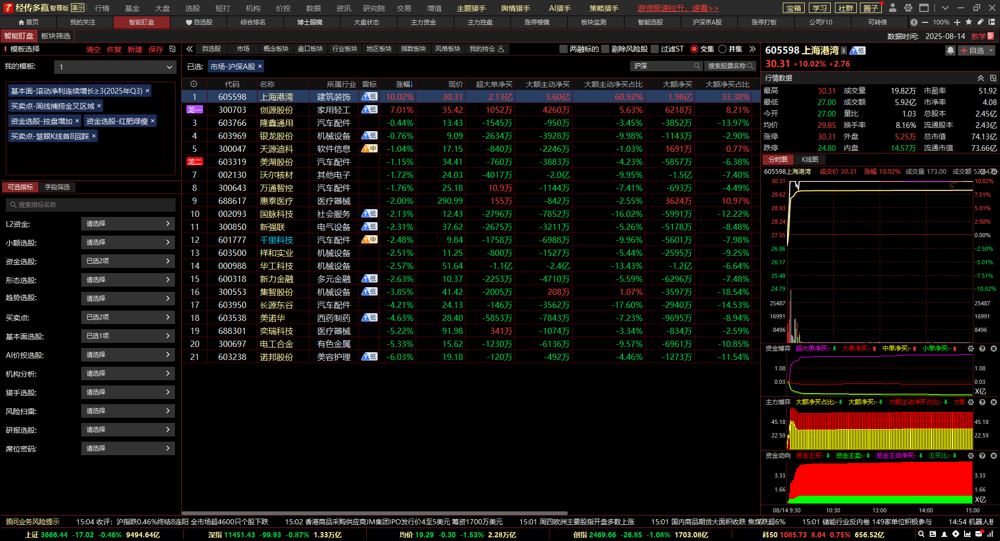 经传多赢 智尊版 演示 行情 基金 大盘 选股 短打 机构 价投 数据 资讯 研究院 交易 增值 主题猎手 舆情猎手 AI猎手 策略猎手 游资极速拉升，速看>> 宝箱 学习 社群 圈子
首页 我的关注 智能盯盘 自选股 综合排名 博士眼镜 大盘状态 主力资金 主力控盘 涨停棱镜 板块监测 智能选股 沪深京A股 涨停打板 公司F10 可转债 100%
智能盯盘 板块筛选 数据时间: 2025-08-14 教学
模板选择 清空 恢复 新建 保存
我的模板: 1
基本面-滚动净利连续增长≥3(2025年Q3) ×
买卖点-周线捕捞金叉区域 ×
资金选股-控盘增加 × 资金选股-红肥绿瘦 ×
买卖点-慧眼K线首B回踩 ×
可选指标 字段筛选
搜索指标名称
L2资金: 请选择
小额选股: 请选择
资金选股: 已选2项
形态选股: 请选择
趋势选股: 请选择
买卖点: 已选2项
基本面选股: 已选1项
AI价投选股: 请选择
机构分析: 请选择
猎手选股: 请选择
风险扫雷: 请选择
研报选股: 请选择
席位密码: 请选择
自选股 市场 概念板块 盘口板块 行业板块 地区板块 指数板块 风格板块 我的持仓 两融标的 剔除风险股 过滤ST 交集 并集
已选: 市场-沪深A股 × 沪深 搜索股票名称
代码 名称 所属行业 雷标 涨幅↓ 现价 超大单净买 大额主动净买 大额主动净买占比 大额净买 大额净买占比
1 605598 上海港湾 建筑装饰 低 10.02% 30.31 2.13亿 3.60亿 60.92% 1.98亿 33.38%
龙一 300703 创源股份 家用轻工 低 7.01% 35.42 1052万 4260万 5.63% 6218万 8.21%
3 603766 隆鑫通用 汽车配件 -0.44% 13.43 -1545万 -950万 -3.45% -3852万 -13.97%
4 603969 银龙股份 机械设备 低 -0.76% 9.09 -2634万 -3928万 -9.98% -1143万 -2.90%
5 300047 天源迪科 软件信息 中 -1.04% 17.15 -840万 -2246万 -1.03% 1691万 0.77%
龙二 603319 美湖股份 汽车配件 -1.15% 34.41 -760万 -3883万 -4.23% -5857万 -6.38%
7 002130 沃尔核材 其他电子 -1.72% 24.03 -4017万 -2.0亿 -9.95% -1.5亿 -7.40%
8 300643 万通智控 汽车配件 -1.76% 25.18 10.9万 -1144万 -7.41% -693万 -4.49%
9 688617 惠泰医疗 医疗器械 -2.00% 290.99 155万 -842万 -2.55% 3624万 10.97%
10 002093 国脉科技 社会服务 低 -2.13% 12.43 -2796万 -7852万 -16.02% -5991万 -12.22%
11 300850 新强联 电气设备 低 -2.31% 37.62 -2675万 -3211万 -5.26% -5178万 -8.48%
12 601777 千里科技 汽车配件 中 -2.48% 9.84 -1758万 -6988万 -9.96% -5601万 -7.98%
13 603500 祥和实业 机械设备 -2.51% 11.25 -800万 -1527万 -5.44% -2595万 -9.25%
14 000988 华工科技 机械设备 -2.57% 51.64 -1.1亿 -2.4亿 -13.43% -1.2亿 -6.64%
15 600318 新力金融 多元金融 低 -2.63% 10.37 -2253万 -4710万 -5.59% -6296万 -7.48%
16 300553 集智股份 机械设备 低 -3.85% 41.42 -2005万 208万 1.07% -3597万 -18.54%
17 603950 长源东谷 汽车配件 -4.21% 24.13 -146万 -3562万 -17.60% -2940万 -14.53%
18 603538 美诺华 西药制药 低 -4.63% 28.40 -5853万 -7843万 -7.23% -9695万 -8.94%
19 688301 奕瑞科技 医疗器械 -5.22% 91.98 341万 -1074万 -3.34% -834万 -2.59%
20 300697 电工合金 有色金属 -5.33% 15.62 -1230万 -6136万 -9.57% -6961万 -10.85%
21 603238 诺邦股份 美容护理 低 -6.03% 19.18 -120万 -492万 -4.46% -1273万 -11.54%
605598 上海港湾 低 + 自选
30.31 +10.02% +2.76
行情数据
最高 30.31 成交量 19.82万 市盈率 51.92
最低 27.00 成交额 5.92亿 市净率 4.08
今开 27.00 量比 1.03 总股本 2.45亿
均价 29.85 换手率 8.16% 流通股本 2.43亿
涨停 30.31 外盘 5.25万 总市值 74.13亿
跌停 24.80 内盘 14.57万 流通市值 73.66亿
分时图 K线图
605598上海港湾 成交价 30.31 涨幅 10.02% 成交量 173.00 成交额
30.31 10.02%
29.62 7.51%
28.93 5.01%
28.24 2.50%
27.55 0.00%
26.86 -2.50%
26.17 -5.01%
25.48 -7.51%
24.79 -10.02%
25487 25487
16991 16991
8496 8496
资金博弈 超大单净买:-↓ 大单净买:-↑ 中单净买:-↑ 小单净买:-↑
1.08 1.08
0.03 0.03
X亿
主力博弈 大额净买占比:-↓ 大额净买:-↓ 大额主动净买占比:-↓ 大额
45.18 45.18
22.59 22.59
资金动向 资金主买:-↓ 资金主卖:-↓ 资金主动净买:-↓ 主买比:-↓
3.33 3.33
1.66 1.66
X亿
08/14 9:30 10:30 13:00 14:00 15:00
顾问业务风险提示 15:04 收评：沪指跌0.46%终结8连阳 全市场超4600只个股下跌 15:02 香港商品采购供应商JM集团IPO发行价4至5美元 筹资1700万美元 15:01 周四欧洲主要股指开盘多数上涨 15:01 国内商品期货大面积收跌 焦煤跌超6% 15:01 储能行业反内卷 149家单位积极参与 14:54 机器人板
上证 3666.44 -17.02 -0.46% 9494.64亿 深指 11451.43 -99.93 -0.87% 1.33万亿 均价 19.29 -0.30 -1.53% 2.28万亿 创指 2469.66 -26.85 -1.08% 1703.08亿 科50 1085.73 8.04 0.75% 656.52亿